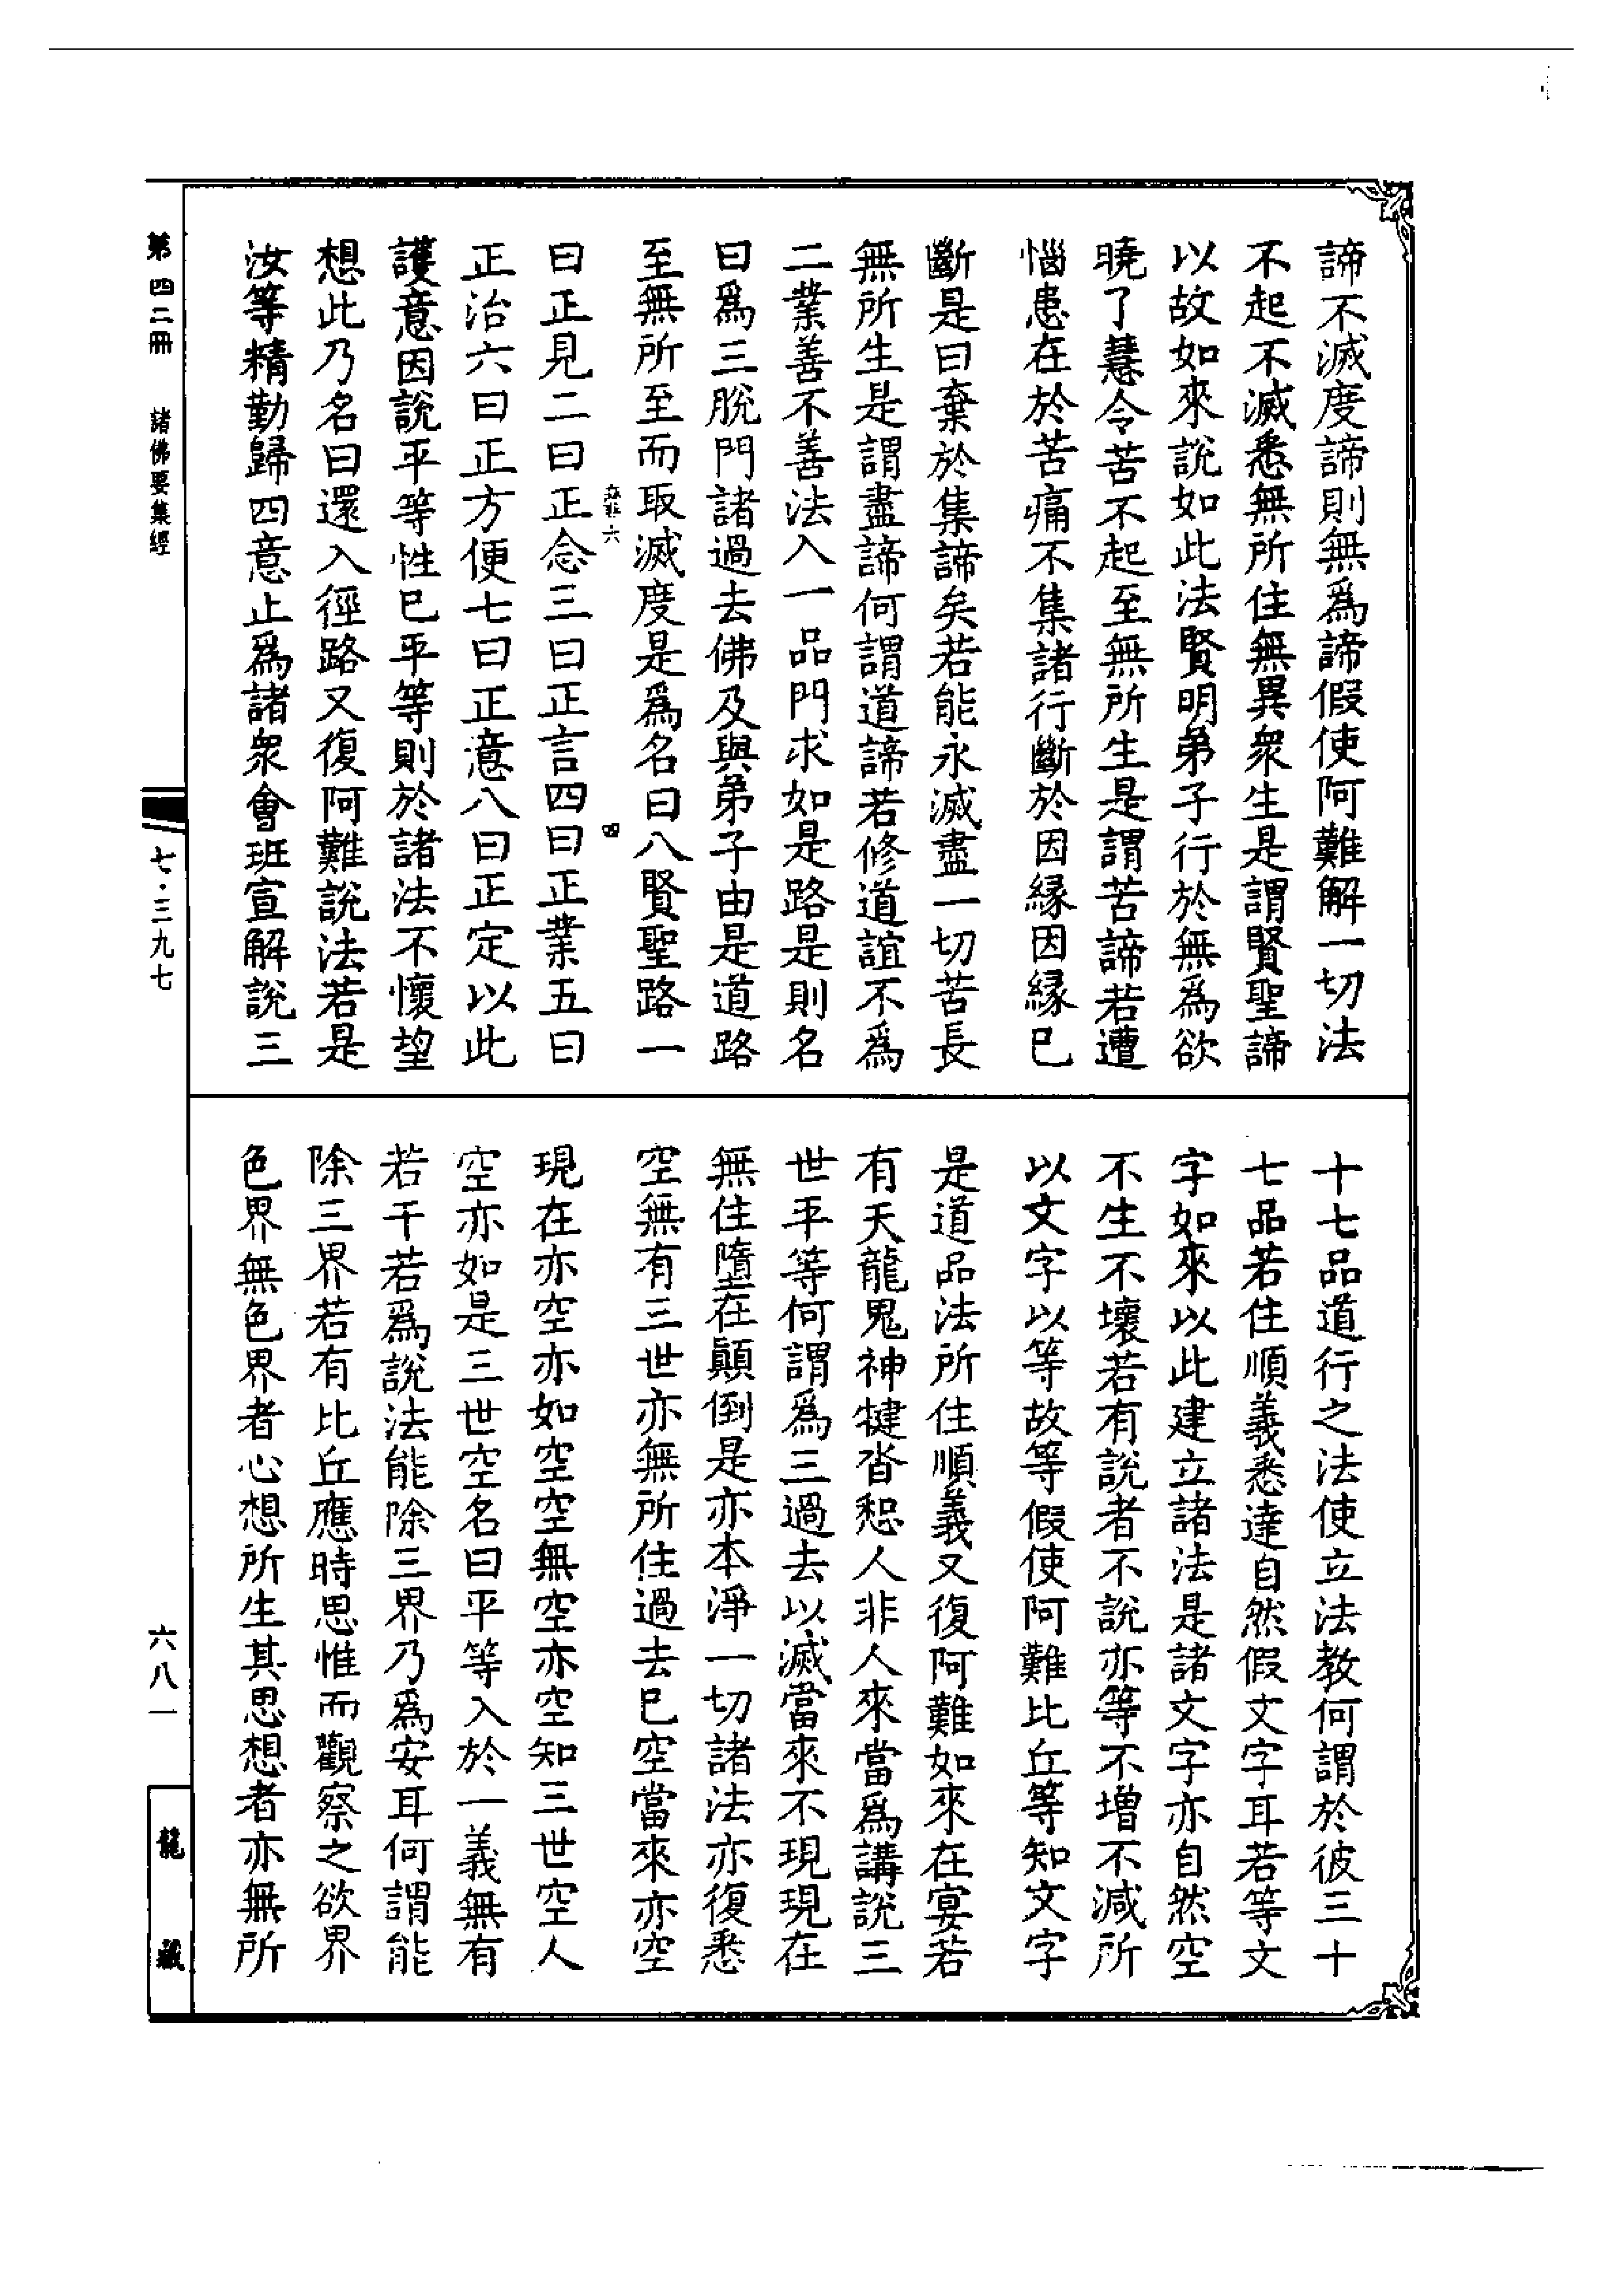 諦不滅度諦則無爲諦假使阿難解一切法
不起不滅悉無所住無異衆生是謂賢聖諦
以故如來說如此法賢明弟子行於無爲欲
曉了慧令苦不起至無所生是謂苦諦若遭
惱患在於苦痛不集諸行斷於因緣因緣已
斷是曰棄於集諦矣若能永滅盡一切苦長
無所生是謂盡諦何謂道諦若修道誼不爲
二業善不善法入一品門求如是路是則名
曰爲三脫門諸過去佛及與弟子由是道路
至無所至而取滅度是爲名曰八賢聖路一
曰正見二曰正念三曰正言四曰正業五曰
正治六曰正方便七曰正意八曰正定以此
護意因說平等性已平等則於諸法不懷望
想此乃名曰還入徑路又復阿難說法若是
汝等精勤歸四意止爲諸衆會班宣解說三
十七品道行之法使立法教何謂於彼三十
七品若住順義悉達自然假文字耳若等文
字如來以此建立諸法是諸文字亦自然空
不生不壞若有說者不說亦等不增不減所
以文字以等故等假使阿難比丘等知文字
是道品法所住順義又復阿難如來在宴若
有天龍鬼神犍沓恕人非人來當爲講說三
世平等何謂爲三過去以滅當來不現現在
無住墮在顛倒是亦本淨一切諸法亦復悉
空無有三世亦無所住過去已空當來亦空
現在亦空亦如空空無空亦空知三世空人
空亦如是三世空名曰平等入於一義無有
若干若爲說法能除三界乃爲安耳何謂能
除三界若有比丘應時思惟而觀察之欲界
色界無色界者心想所生其思想者亦無所
六
四
第四二冊 諸佛要集經
七·三九七
六八一
龍藏